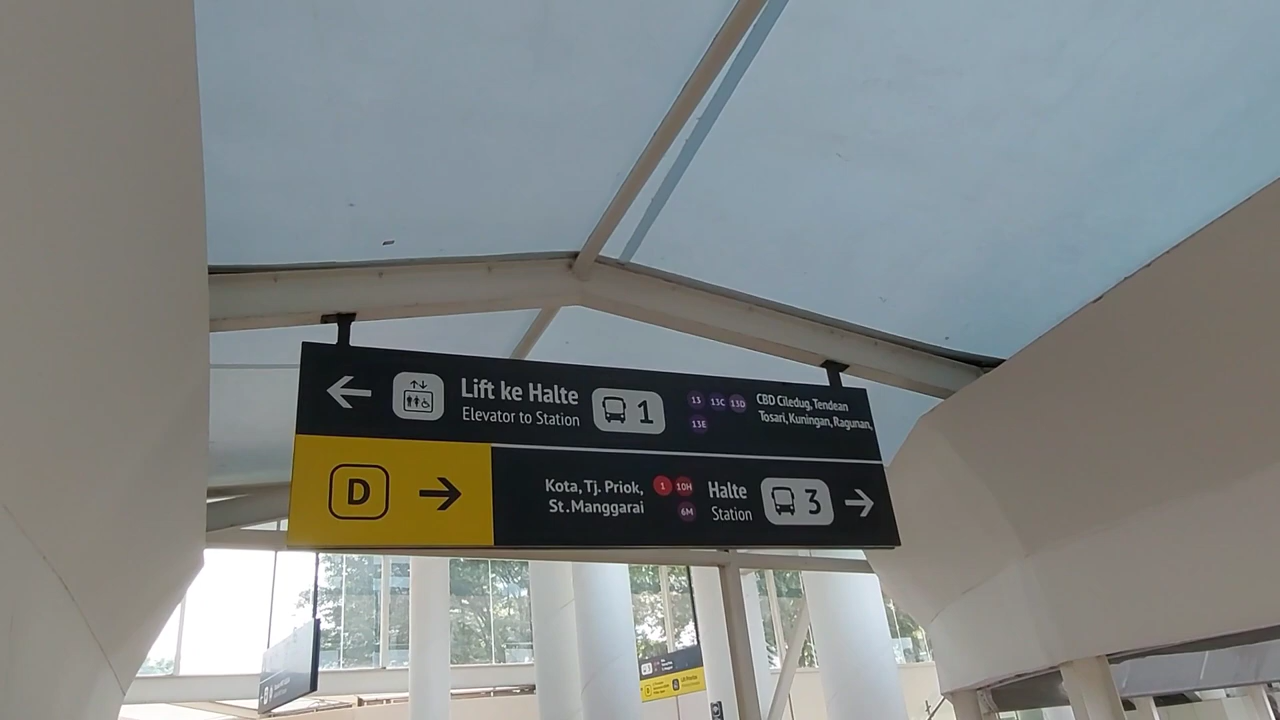 Lift ke Halte
Elevator to Station
1
13 13C 13D
13E
CBD Ciledug, Tendean
Tosari, Kuningan, Ragunan,
D
Kota, Tj. Priok,
St. Manggarai
1 10H
6M
Halte
Station
3